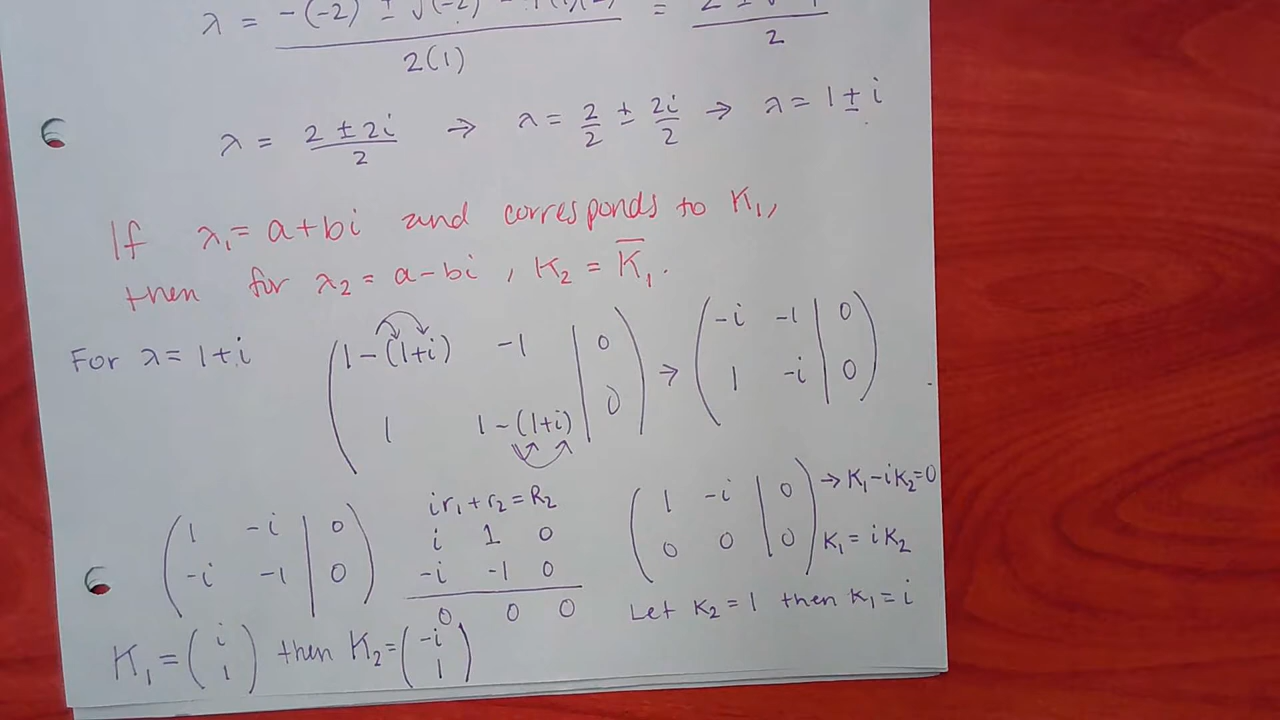 λ = -(-2) ± √(-2)
2(1)
=
2
λ = 2 ± 2i / 2 → λ = 2/2 ± 2i/2 → λ = 1 ± i
If λ₁ = a + bi and corresponds to K₁,
then for λ₂ = a - bi, K₂ = K̅₁.
For λ = 1 + i
1 - (1+i) -1 | 0 → -i -1 | 0
1 1 - (1+i) | 0
1 -i | 0
ir₁ + r₂ = R₂
i 1 0
-i -1 0
0 0 0
1 -i | 0
-i -1 | 0
1 -i | 0 → K₁ - iK₂ = 0
0 0 | 0 K₁ = iK₂
Let K₂ = 1 then K₁ = i
K₁ = (i 1) then K₂ = (-i 1)